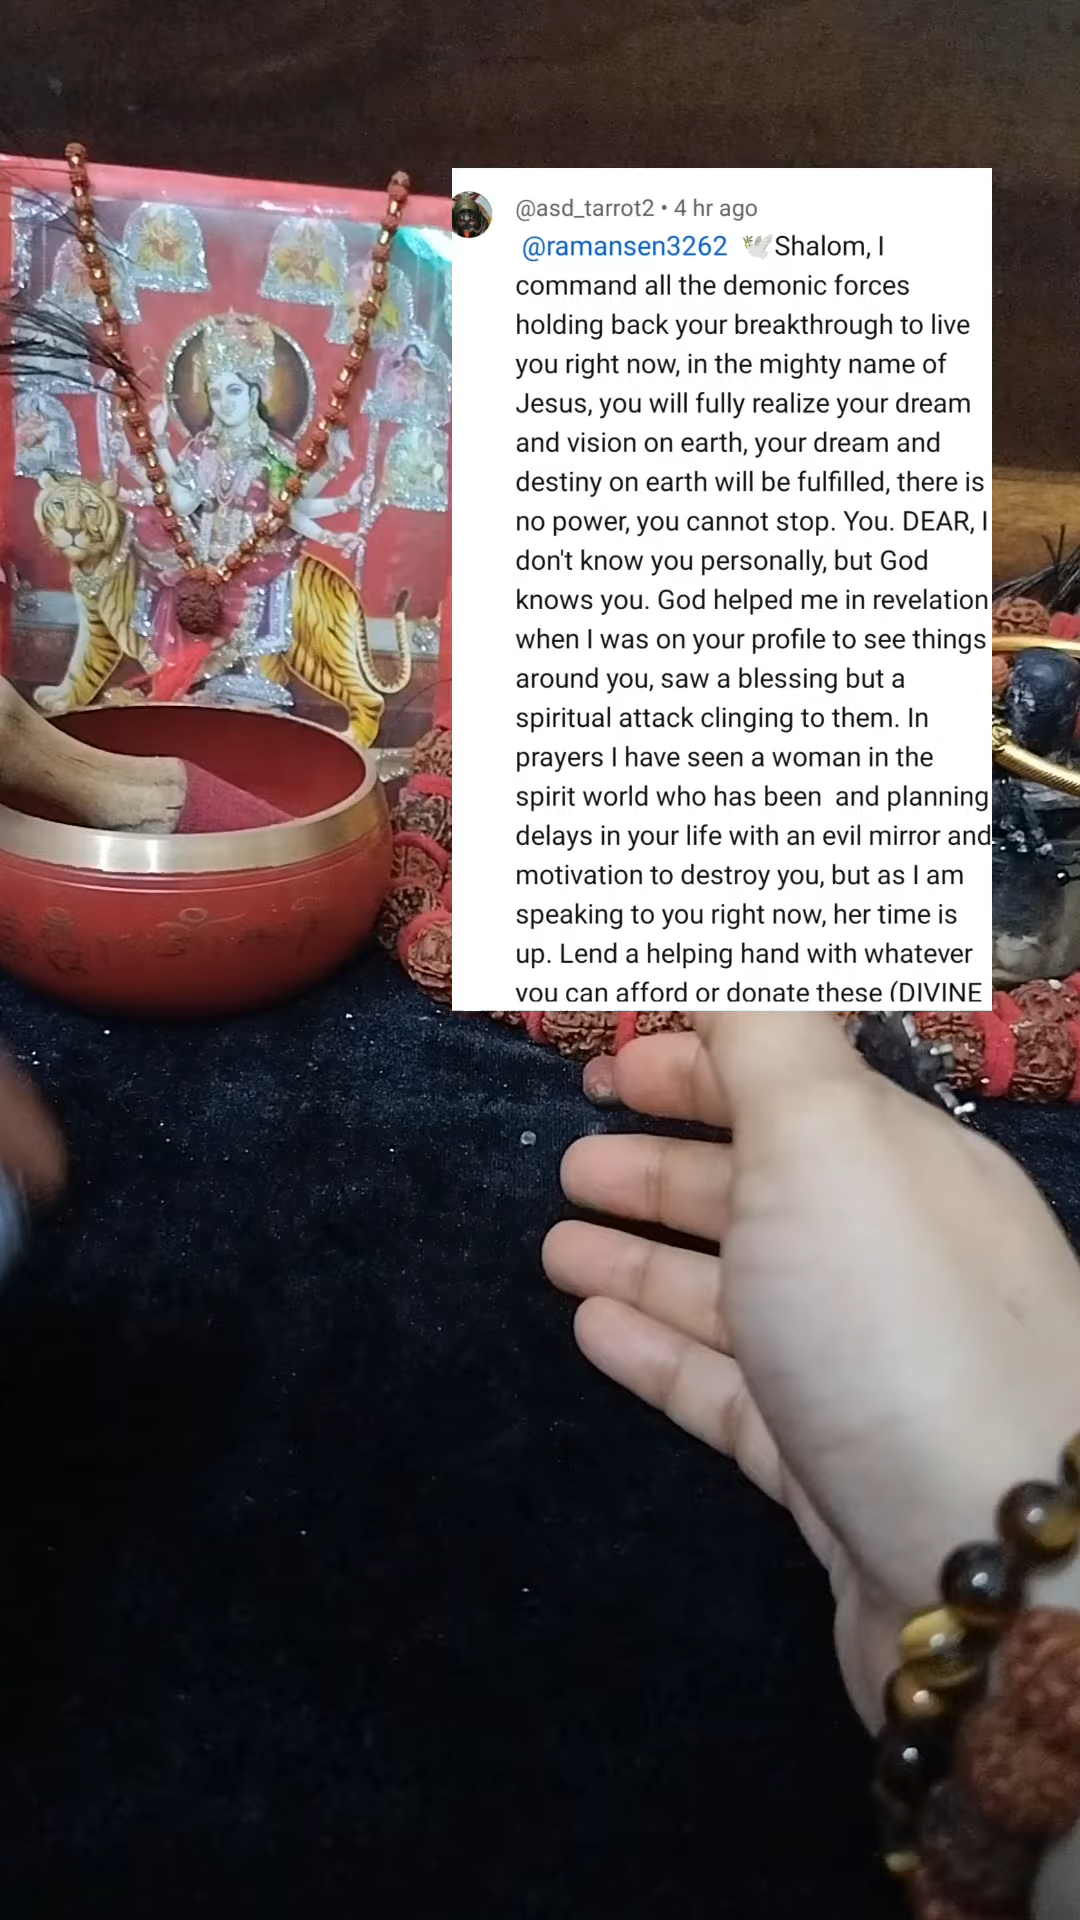 @asd_tarrot2 • 4 hr ago
@ramansen3262 🕊Shalom, I
command all the demonic forces
holding back your breakthrough to live
you right now, in the mighty name of
Jesus, you will fully realize your dream
and vision on earth, your dream and
destiny on earth will be fulfilled, there is
no power, you cannot stop. You. DEAR, I
don't know you personally, but God
knows you. God helped me in revelation
when I was on your profile to see things
around you, saw a blessing but a
spiritual attack clinging to them. In
prayers I have seen a woman in the
spirit world who has been  and planning
delays in your life with an evil mirror and
motivation to destroy you, but as I am
speaking to you right now, her time is
up. Lend a helping hand with whatever
you can afford or donate these (DIVINE